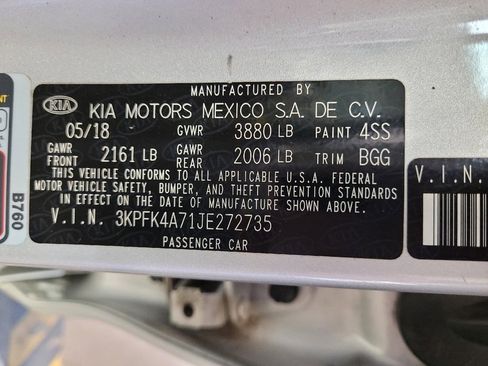 MANUFACTURED BY
KIA KIA MOTORS MEXICO S.A. DE C.V.
05/18 GVWR 3880 LB PAINT 4SS
GAWR FRONT 2161 LB GAWR REAR 2006 LB TRIM BGG
THIS VEHICLE CONFORMS TO ALL APPLICABLE U.S.A. FEDERAL
MOTOR VEHICLE SAFETY, BUMPER, AND THEFT PREVENTION STANDARDS
IN EFFECT ON THE DATE OF MANUFACTURE SHOWN ABOVE.
V.I.N. 3KPFK4A71JE272735
PASSENGER CAR
B760
V.I.N.